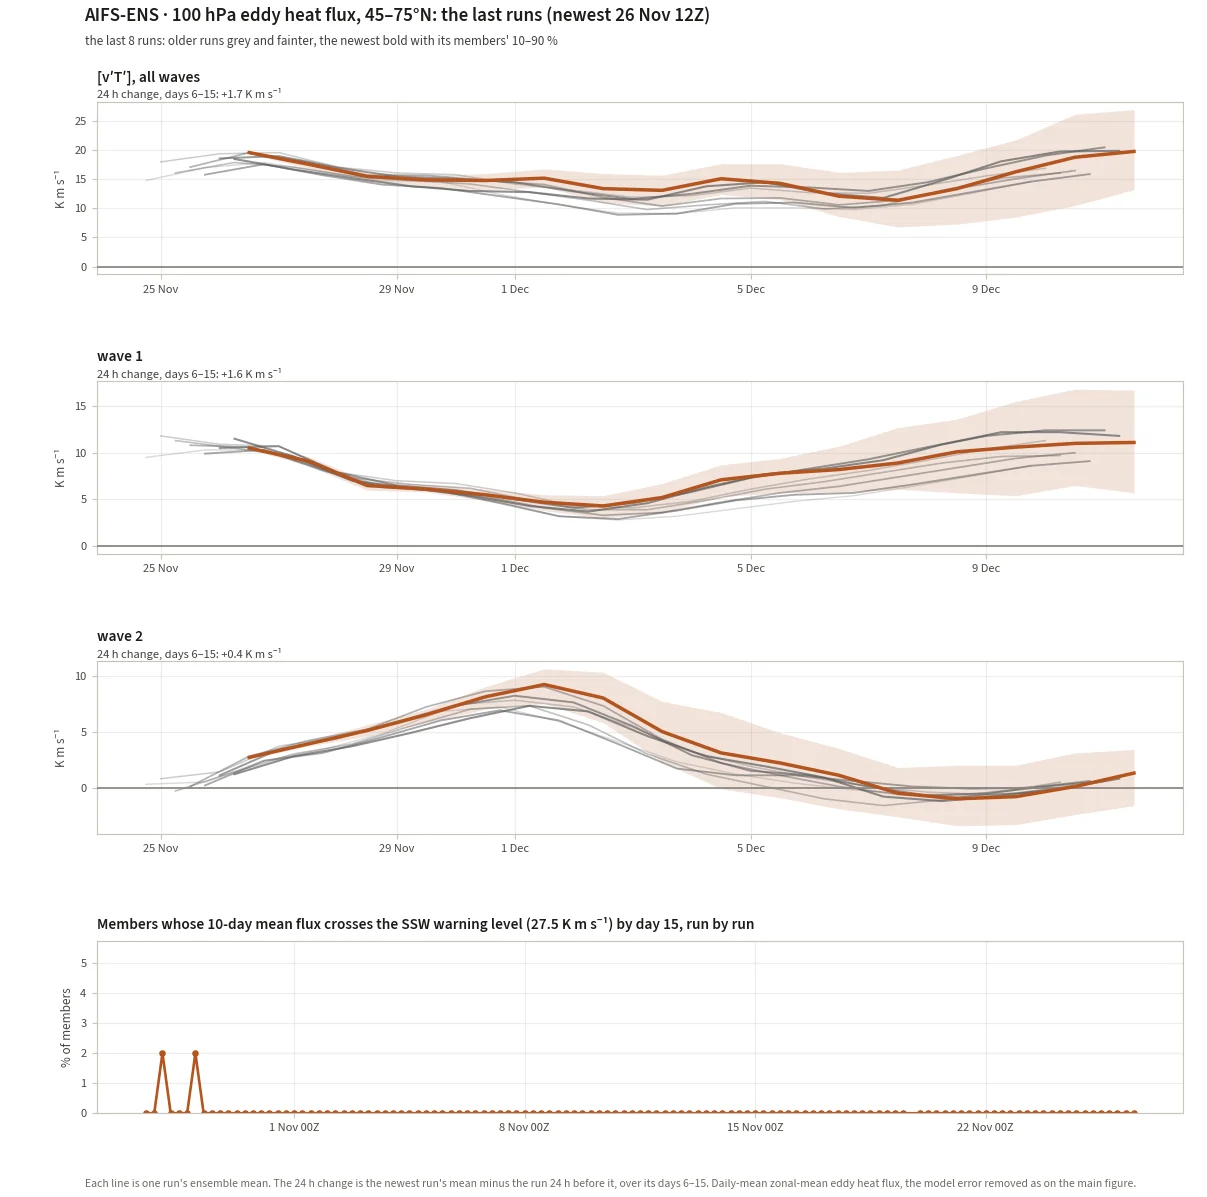 AIFS-ENS · 100 hPa eddy heat flux, 45–75°N: the last runs (newest 26 Nov 12Z)
the last 8 runs: older runs grey and fainter, the newest bold with its members' 10–90 %
[v′T′], all waves
24 h change, days 6–15: +1.7 K m s⁻¹
25
20
15
10
5
0
K m s⁻¹
25 Nov
29 Nov
1 Dec
5 Dec
9 Dec
wave 1
24 h change, days 6–15: +1.6 K m s⁻¹
15
10
5
0
K m s⁻¹
25 Nov
29 Nov
1 Dec
5 Dec
9 Dec
wave 2
24 h change, days 6–15: +0.4 K m s⁻¹
10
5
0
K m s⁻¹
25 Nov
29 Nov
1 Dec
5 Dec
9 Dec
Members whose 10-day mean flux crosses the SSW warning level (27.5 K m s⁻¹) by day 15, run by run
5
4
3
2
1
0
% of members
1 Nov 00Z
8 Nov 00Z
15 Nov 00Z
22 Nov 00Z
Each line is one run's ensemble mean. The 24 h change is the newest run's mean minus the run 24 h before it, over its days 6–15. Daily-mean zonal-mean eddy heat flux, the model error removed as on the main figure.